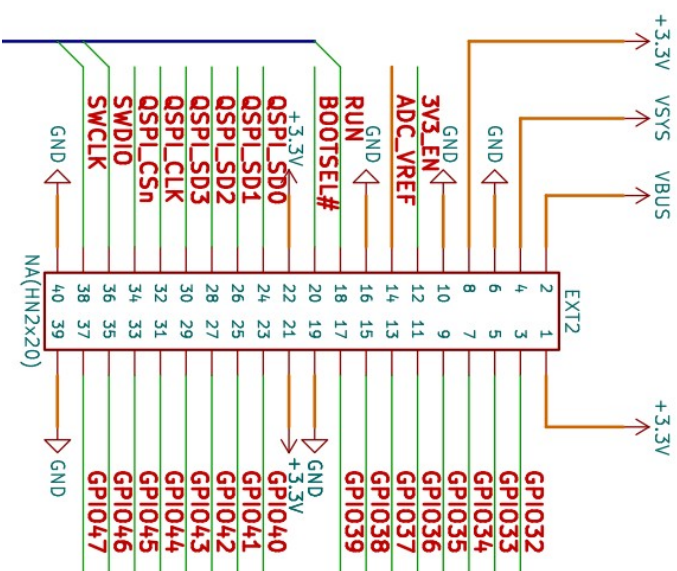 +3.3V VSYS VBUS +3.3V
EXT2
2 1
GPIO32
4 3
GPIO33
GND 6 5
GPIO34
8 7
GPIO35
GND 10 9
3V3_EN GPIO36
12 11
ADC_VREF GPIO37
14 13
GPIO38
GND 16 15
RUN GPIO39
18 17
BOOTSEL#
20 19 GND
+3.3V 22 21 +3.3V
QSPI_SD0 GPIO40
24 23
QSPI_SD1 GPIO41
26 25
QSPI_SD2 GPIO42
28 27
QSPI_SD3 GPIO43
30 29
QSPI_CLK GPIO44
32 31
QSPI_CSn GPIO45
34 33
SWDIO GPIO46
36 35
SWCLK GPIO47
38 37
GND 40 39 GND
NA(HN2x20)